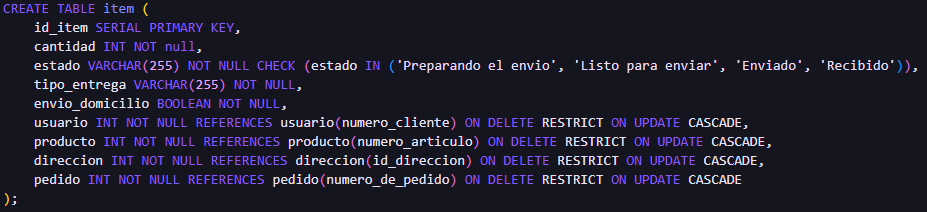 CREATE TABLE item (
    id_item SERIAL PRIMARY KEY,
    cantidad INT NOT null,
    estado VARCHAR(255) NOT NULL CHECK (estado IN ('Preparando el envio', 'Listo para enviar', 'Enviado', 'Recibido')),
    tipo_entrega VARCHAR(255) NOT NULL,
    envio_domicilio BOOLEAN NOT NULL,
    usuario INT NOT NULL REFERENCES usuario(numero_cliente) ON DELETE RESTRICT ON UPDATE CASCADE,
    producto INT NOT NULL REFERENCES producto(numero_articulo) ON DELETE RESTRICT ON UPDATE CASCADE,
    direccion INT NOT NULL REFERENCES direccion(id_direccion) ON DELETE RESTRICT ON UPDATE CASCADE,
    pedido INT NOT NULL REFERENCES pedido(numero_de_pedido) ON DELETE RESTRICT ON UPDATE CASCADE
);